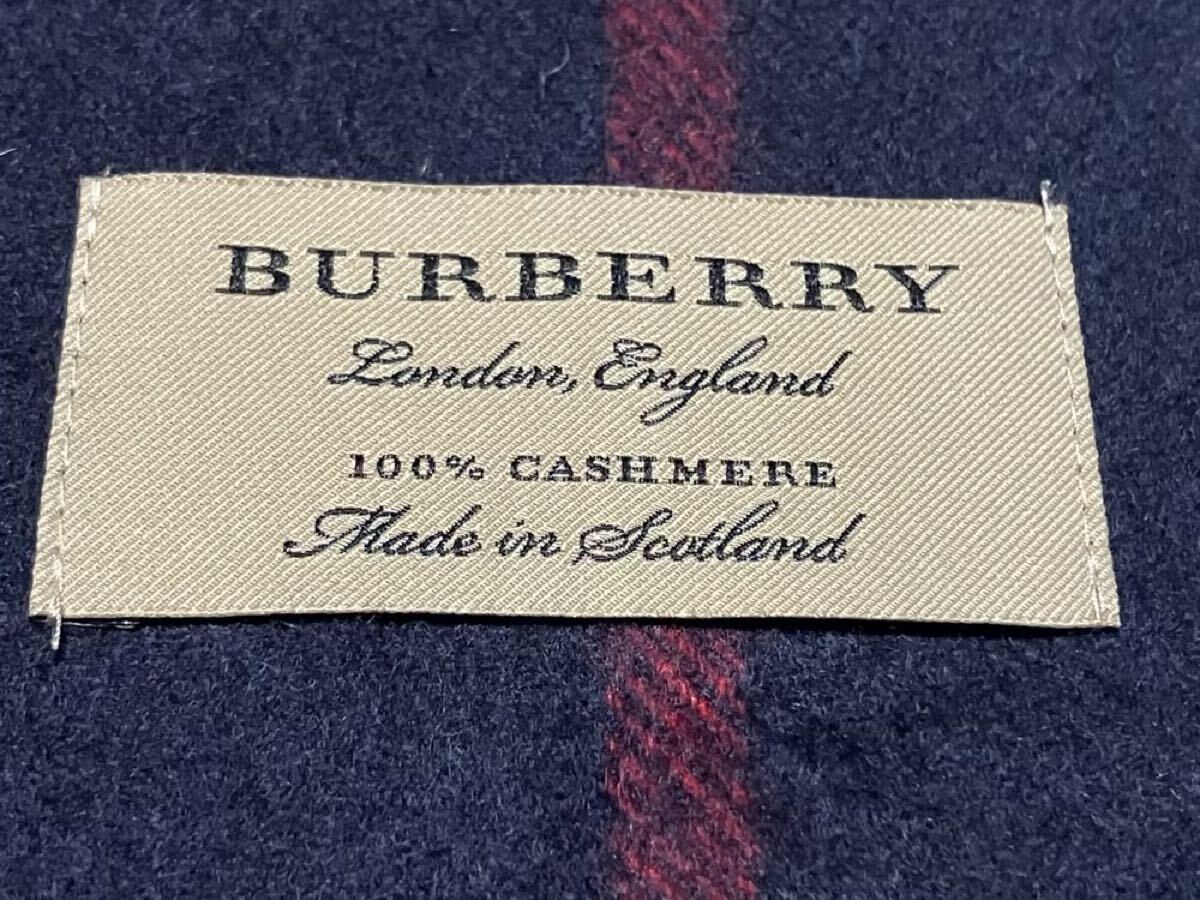 BURBERRY
London, England
100% CASHMERE
Made in Scotland